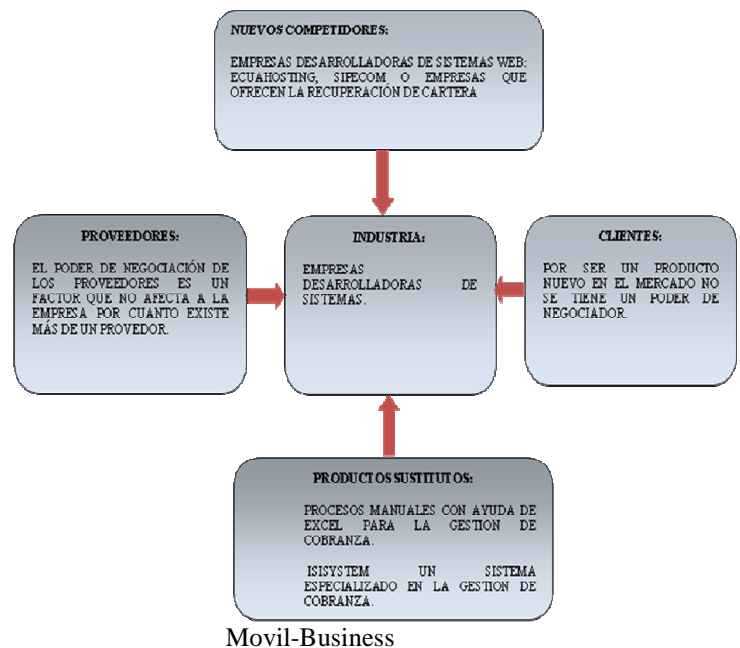 NUEVOS COMPETIDORES:
EMPRESAS DESARROLLADORAS DE SISTEMAS WEB:
ECUAHOSTING, SIPECOM O EMPRESAS QUE
OFRECEN LA RECUPERACIÓN DE CARTERA
PROVEEDORES:
EL PODER DE NEGOCIACIÓN DE
LOS PROVEEDORES ES UN
FACTOR QUE NO AFECTA A LA
EMPRESA POR CUANTO EXISTE
MÁS DE UN PROVEDOR.
INDUSTRIA:
EMPRESAS
DESARROLLADORAS DE
SISTEMAS.
CLIENTES:
POR SER UN PRODUCTO
NUEVO EN EL MERCADO NO
SE TIENE UN PODER DE
NEGOCIADOR.
PRODUCTOS SUSTITUTOS:
PROCESOS MANUALES CON AYUDA DE
EXCEL PARA LA GESTION DE
COBRANZA.
ISISYSTEM UN SISTEMA
ESPECIALIZADO EN LA GESTION DE
COBRANZA.
Movil-Business